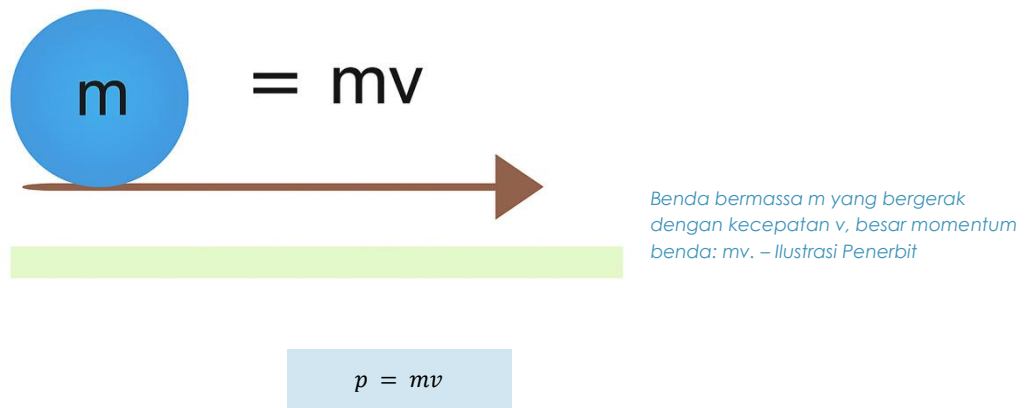 m
= mv
Benda bermassa m yang bergerak
dengan kecepatan v, besar momentum
benda: mv. – Ilustrasi Penerbit
p = mv